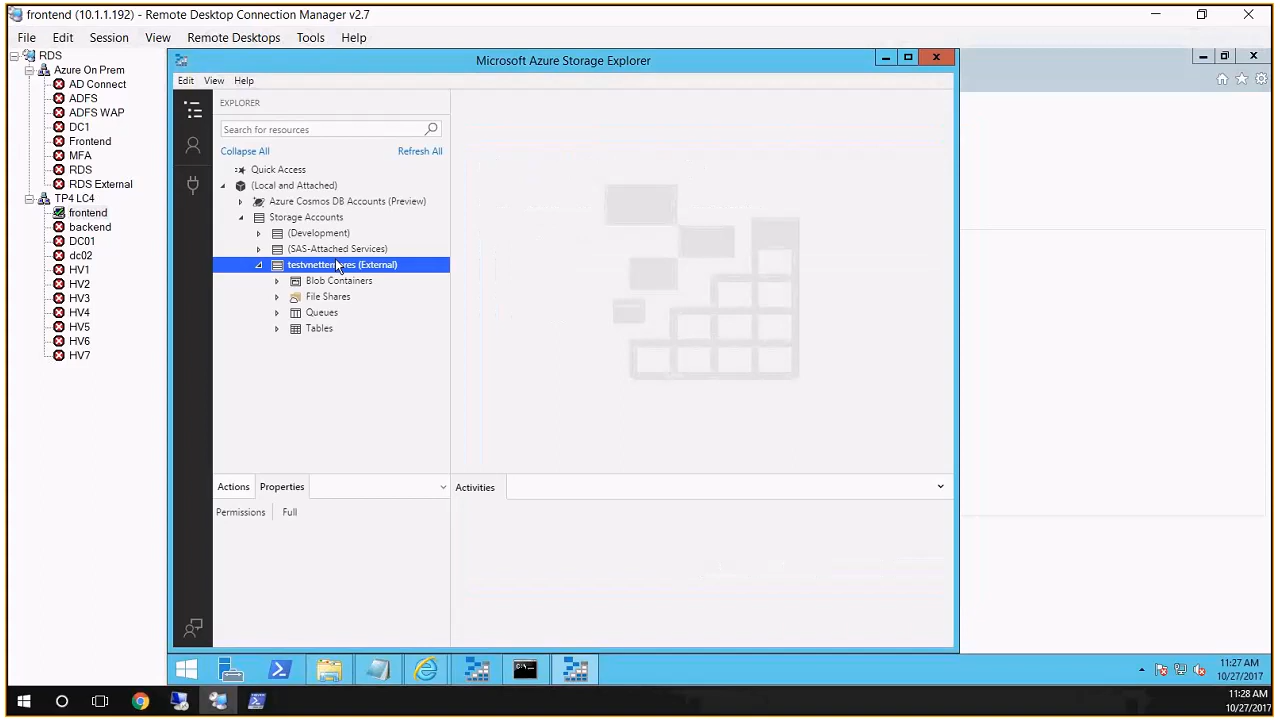 frontend (10.1.1.192) - Remote Desktop Connection Manager v2.7
File Edit Session View Remote Desktops Tools Help
RDS
Azure On Prem
AD Connect
ADFS
ADFS WAP
DC1
Frontend
MFA
RDS
RDS External
TP4 LC4
frontend
backend
DC01
dc02
HV1
HV2
HV3
HV4
HV5
HV6
HV7
Microsoft Azure Storage Explorer
Edit View Help
EXPLORER
Search for resources
Collapse All Refresh All
Quick Access
(Local and Attached)
Azure Cosmos DB Accounts (Preview)
Storage Accounts
(Development)
(SAS-Attached Services)
(External)
Blob Containers
File Shares
Queues
Tables
Actions Properties
Permissions Full
Activities
11:27 AM
10/27/2017
11:28 AM
10/27/2017